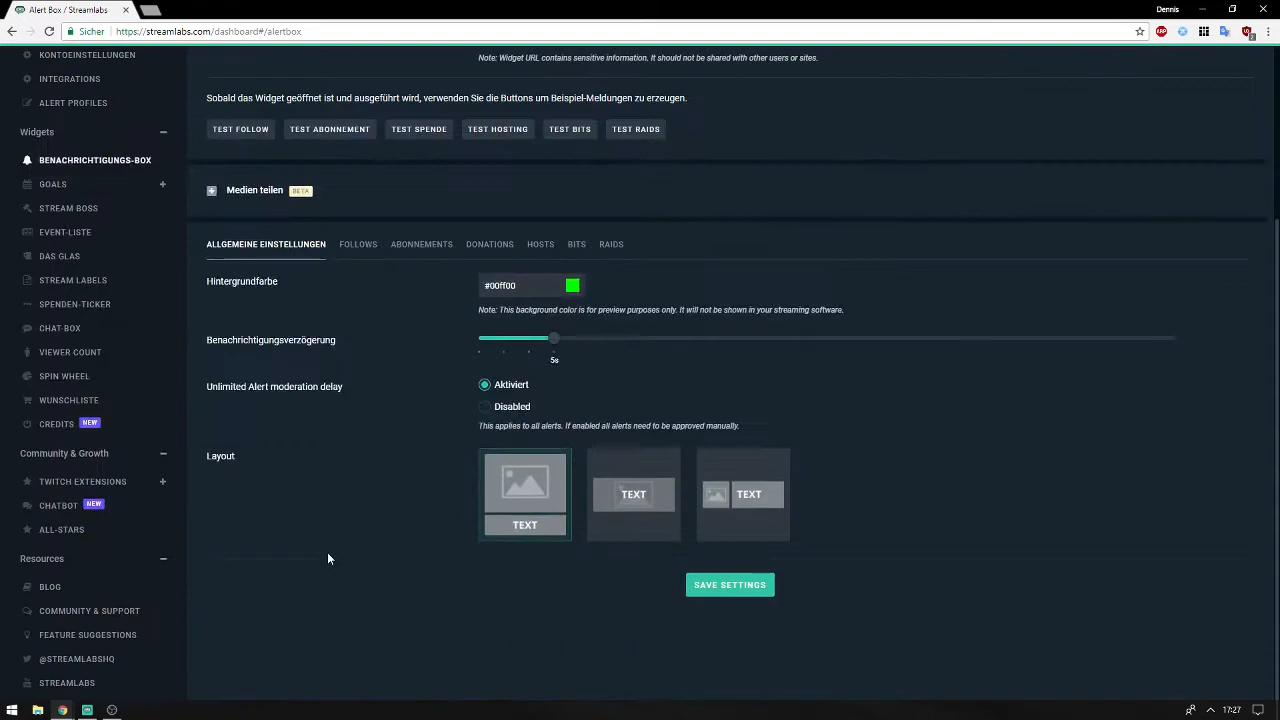 Alert Box / Streamlabs
Dennis
Sicher
https://streamlabs.com/dashboard#/alertbox
KONTOEINSTELLUNGEN
INTEGRATIONS
ALERT PROFILES
Widgets
BENACHRICHTIGUNGS-BOX
GOALS
STREAM BOSS
EVENT-LISTE
DAS GLAS
STREAM LABELS
SPENDEN-TICKER
CHAT-BOX
VIEWER COUNT
SPIN WHEEL
WUNSCHLISTE
CREDITS NEW
Community & Growth
TWITCH EXTENSIONS
CHATBOT NEW
ALL-STARS
Resources
BLOG
COMMUNITY & SUPPORT
FEATURE SUGGESTIONS
@STREAMLABSHQ
STREAMLABS
Note: Widget URL contains sensitive information. It should not be shared with other users or sites.
Sobald das Widget geöffnet ist und ausgeführt wird, verwenden Sie die Buttons um Beispiel-Meldungen zu erzeugen.
TEST FOLLOW TEST ABONNEMENT TEST SPENDE TEST HOSTING TEST BITS TEST RAIDS
Medien teilen BETA
ALLGEMEINE EINSTELLUNGEN FOLLOWS ABONNEMENTS DONATIONS HOSTS BITS RAIDS
Hintergrundfarbe
#00ff00
Note: This background color is for preview purposes only. It will not be shown in your streaming software.
Benachrichtigungsverzögerung
5s
Unlimited Alert moderation delay
Aktiviert
Disabled
This applies to all alerts. If enabled all alerts need to be approved manually.
Layout
TEXT
TEXT
TEXT
SAVE SETTINGS
17:27